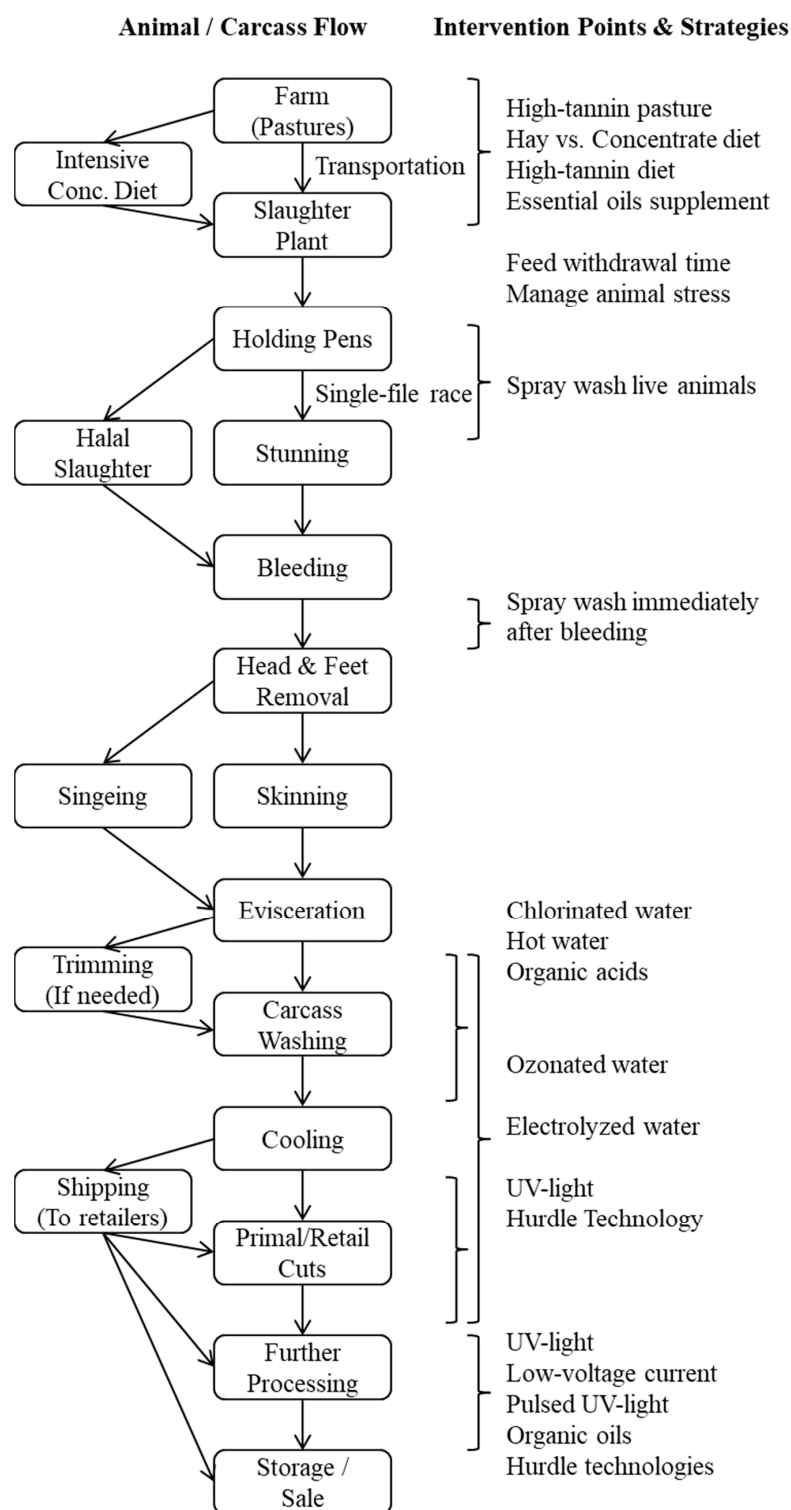 Animal / Carcass Flow
Intervention Points & Strategies
Farm
(Pastures)
Intensive
Conc. Diet
Transportation
Slaughter
Plant
High-tannin pasture
Hay vs. Concentrate diet
High-tannin diet
Essential oils supplement
Feed withdrawal time
Manage animal stress
Holding Pens
Single-file race
Spray wash live animals
Halal
Slaughter
Stunning
Bleeding
Spray wash immediately
after bleeding
Head & Feet
Removal
Singeing
Skinning
Evisceration
Trimming
(If needed)
Carcass
Washing
Chlorinated water
Hot water
Organic acids
Ozonated water
Cooling
Electrolyzed water
Shipping
(To retailers)
Primal/Retail
Cuts
UV-light
Hurdle Technology
Further
Processing
UV-light
Low-voltage current
Pulsed UV-light
Organic oils
Hurdle technologies
Storage /
Sale